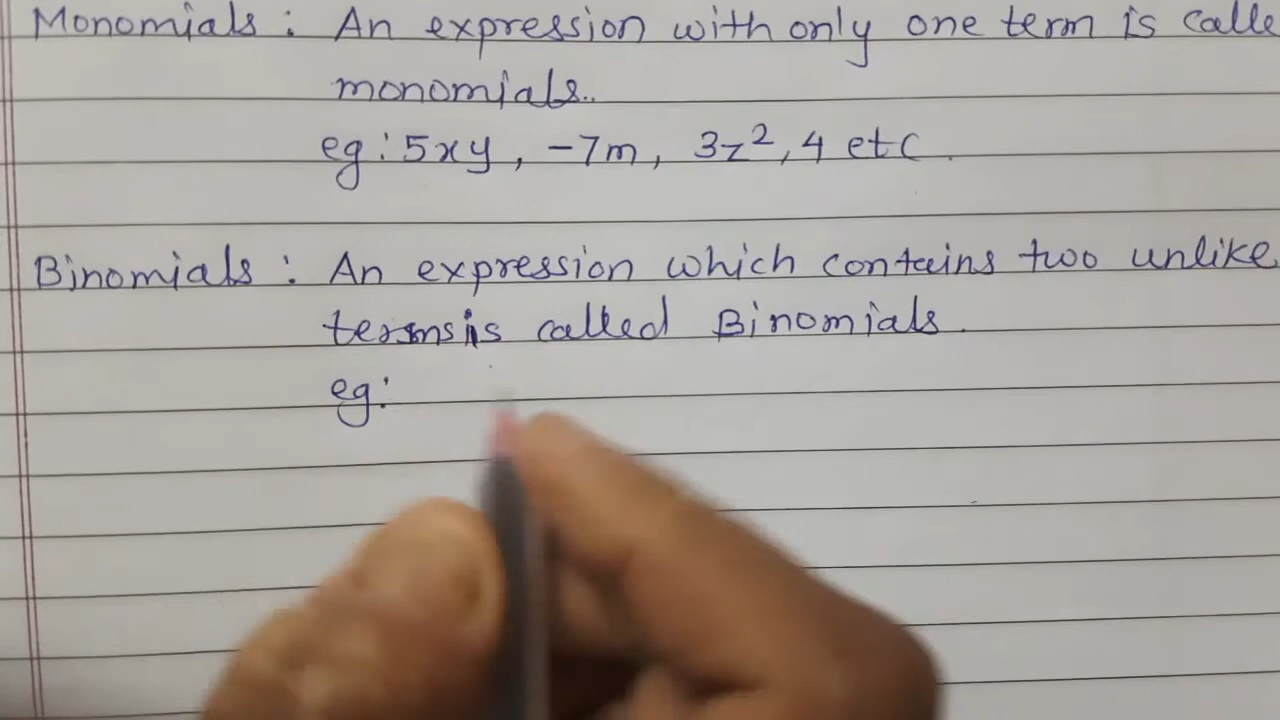 Monomials : An expression with only one term is calle
monomials..
eg : 5xy , -7m , 3z², 4 etc .
Binomials : An expression which contains two unlike
terms is called Binomials .
eg :